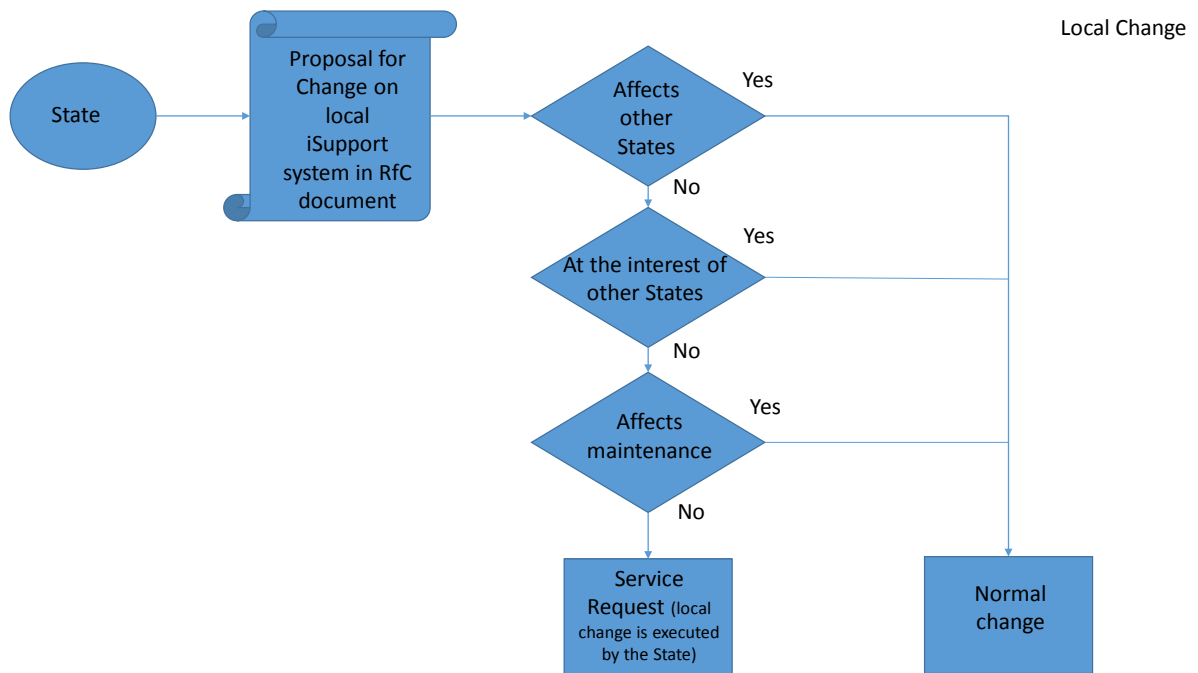 Local Change
State
Proposal for
Change on
local
iSupport
system in RfC
document
Affects
other
States
Yes
No
At the interest of
other States
Yes
No
Affects
maintenance
Yes
No
Service
Request (local
change is executed
by the State)
Normal
change